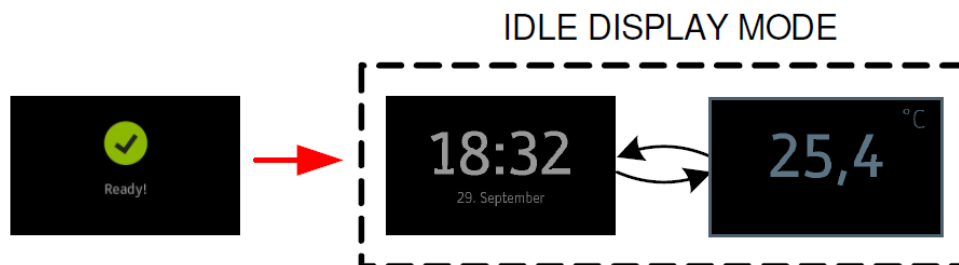 IDLE DISPLAY MODE
Ready!
18:32
29. September
°C
25,4